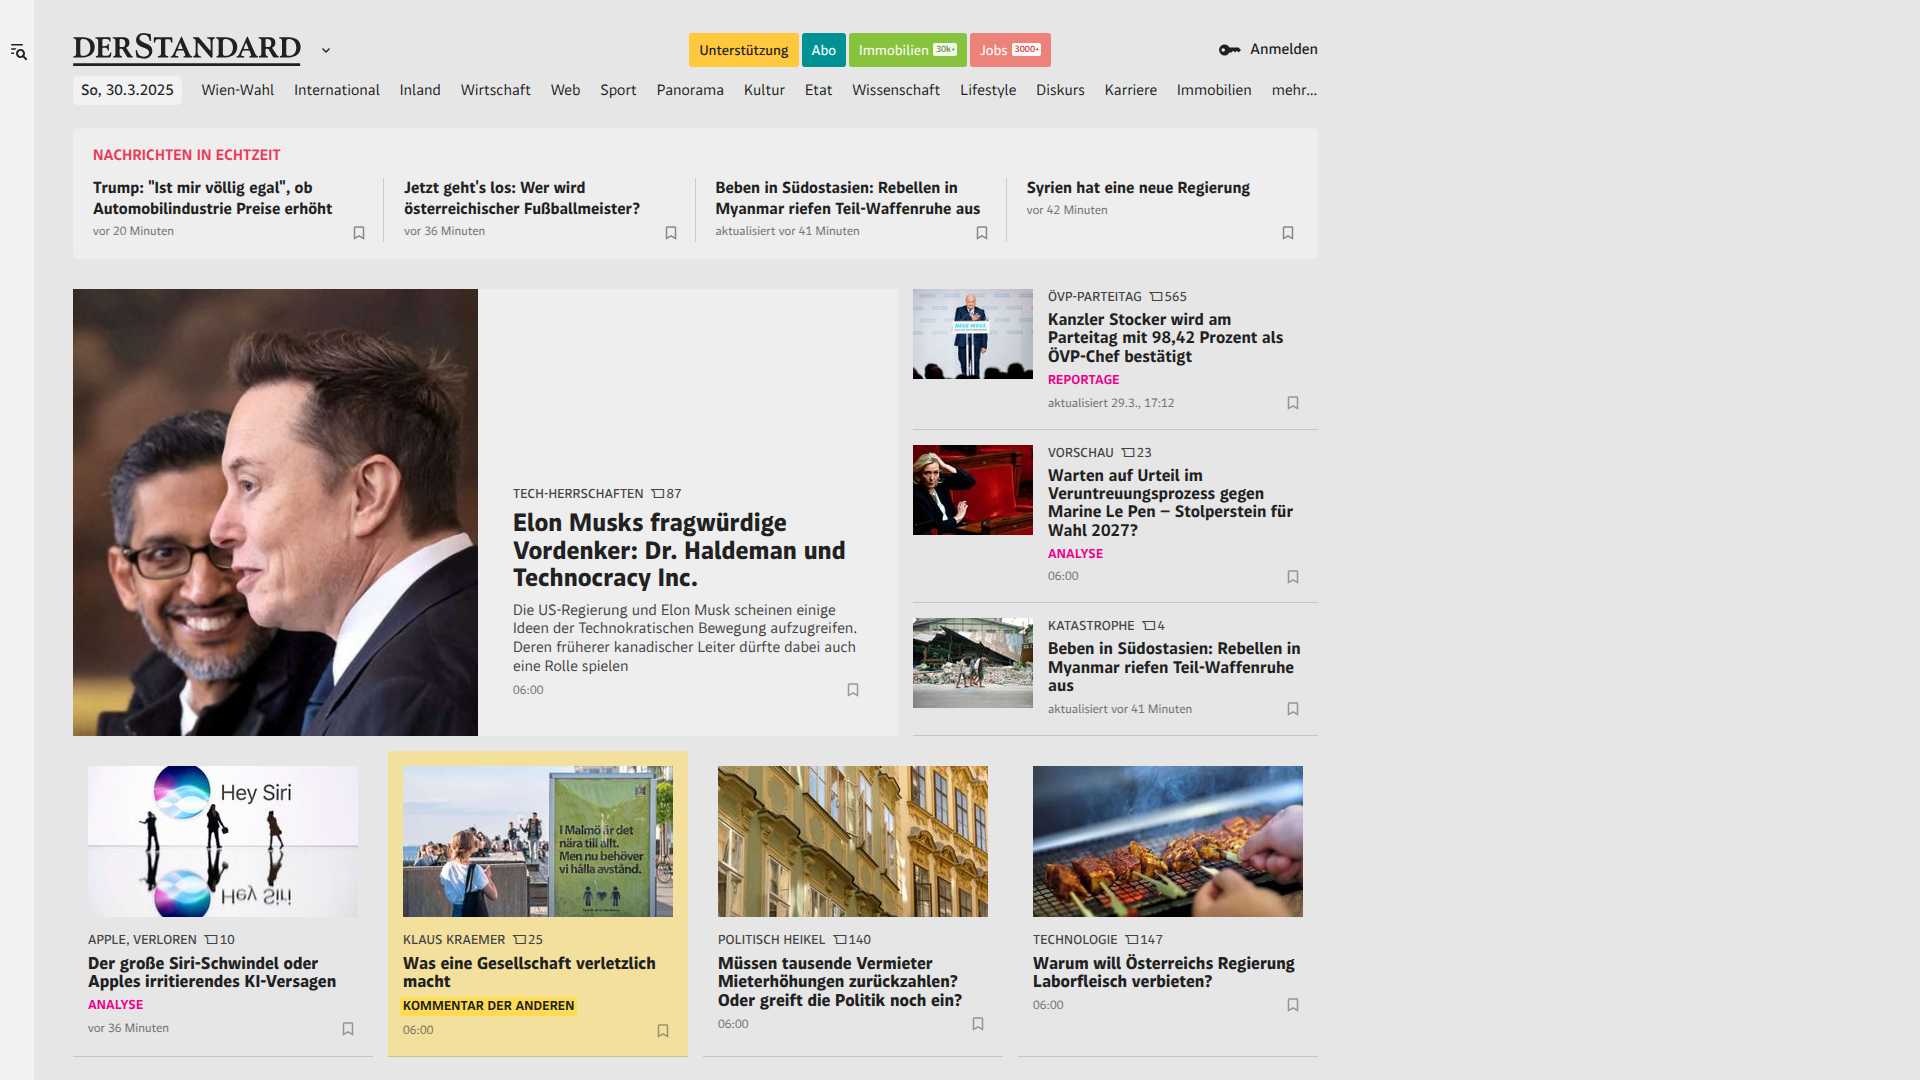 DERSTANDARD
Unterstützung
Abo
Immobilien 30k+
Jobs 3000+
Anmelden
So, 30.3.2025
Wien-Wahl
International
Inland
Wirtschaft
Web
Sport
Panorama
Kultur
Etat
Wissenschaft
Lifestyle
Diskurs
Karriere
Immobilien
mehr...
NACHRICHTEN IN ECHTZEIT
Trump: "Ist mir völlig egal", ob
Automobilindustrie Preise erhöht
vor 20 Minuten
Jetzt geht's los: Wer wird
österreichischer Fußballmeister?
vor 36 Minuten
Beben in Südostasien: Rebellen in
Myanmar riefen Teil-Waffenruhe aus
aktualisiert vor 41 Minuten
Syrien hat eine neue Regierung
vor 42 Minuten
TECH-HERRSCHAFTEN 87
Elon Musks fragwürdige
Vordenker: Dr. Haldeman und
Technocracy Inc.
Die US-Regierung und Elon Musk scheinen einige
Ideen der Technokratischen Bewegung aufzugreifen.
Deren früherer kanadischer Leiter dürfte dabei auch
eine Rolle spielen
06:00
NEUE WEGE
ÖVP-PARTEITAG 565
Kanzler Stocker wird am
Parteitag mit 98,42 Prozent als
ÖVP-Chef bestätigt
REPORTAGE
aktualisiert 29.3., 17:12
VORSCHAU 23
Warten auf Urteil im
Veruntreuungsprozess gegen
Marine Le Pen – Stolperstein für
Wahl 2027?
ANALYSE
06:00
KATASTROPHE 4
Beben in Südostasien: Rebellen in
Myanmar riefen Teil-Waffenruhe
aus
aktualisiert vor 41 Minuten
Hey Siri
Hey Siri
APPLE, VERLOREN 10
Der große Siri-Schwindel oder
Apples irritierendes KI-Versagen
ANALYSE
vor 36 Minuten
I Malmö är det
nära till allt.
Men nu behöver
vi hålla avstånd.
KLAUS KRAEMER 25
Was eine Gesellschaft verletzlich
macht
KOMMENTAR DER ANDEREN
06:00
POLITISCH HEIKEL 140
Müssen tausende Vermieter
Mieterhöhungen zurückzahlen?
Oder greift die Politik noch ein?
06:00
TECHNOLOGIE 147
Warum will Österreichs Regierung
Laborfleisch verbieten?
06:00